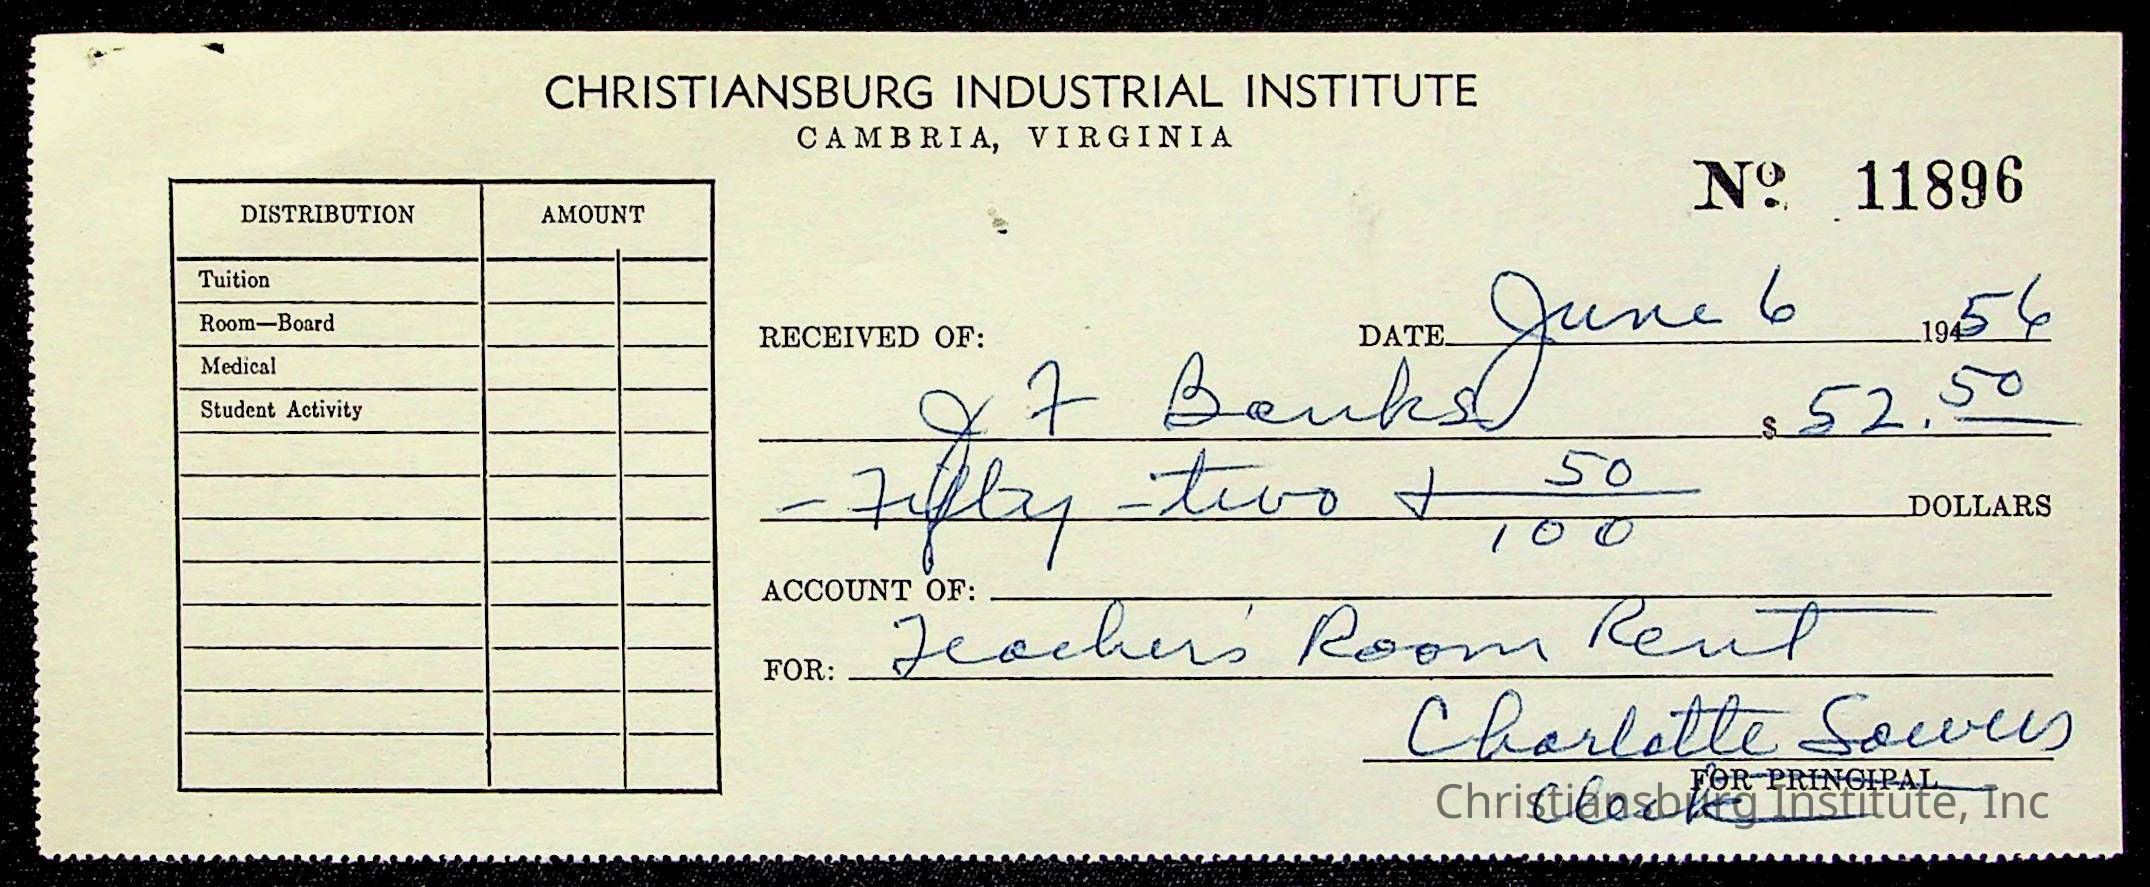 CHRISTIANSBURG INDUSTRIAL INSTITUTE
CAMBRIA, VIRGINIA
No. 11896
DISTRIBUTION AMOUNT
Tuition
Room—Board
Medical
Student Activity
RECEIVED OF: DATE June 6 19456
J F Banks $ 52.50
- Fifty - two + 50/100 DOLLARS
ACCOUNT OF:
FOR: Teacher's Room Rent
Charlotte Sowers
FOR PRINCIPAL
Clerk
Christiansburg Institute, Inc